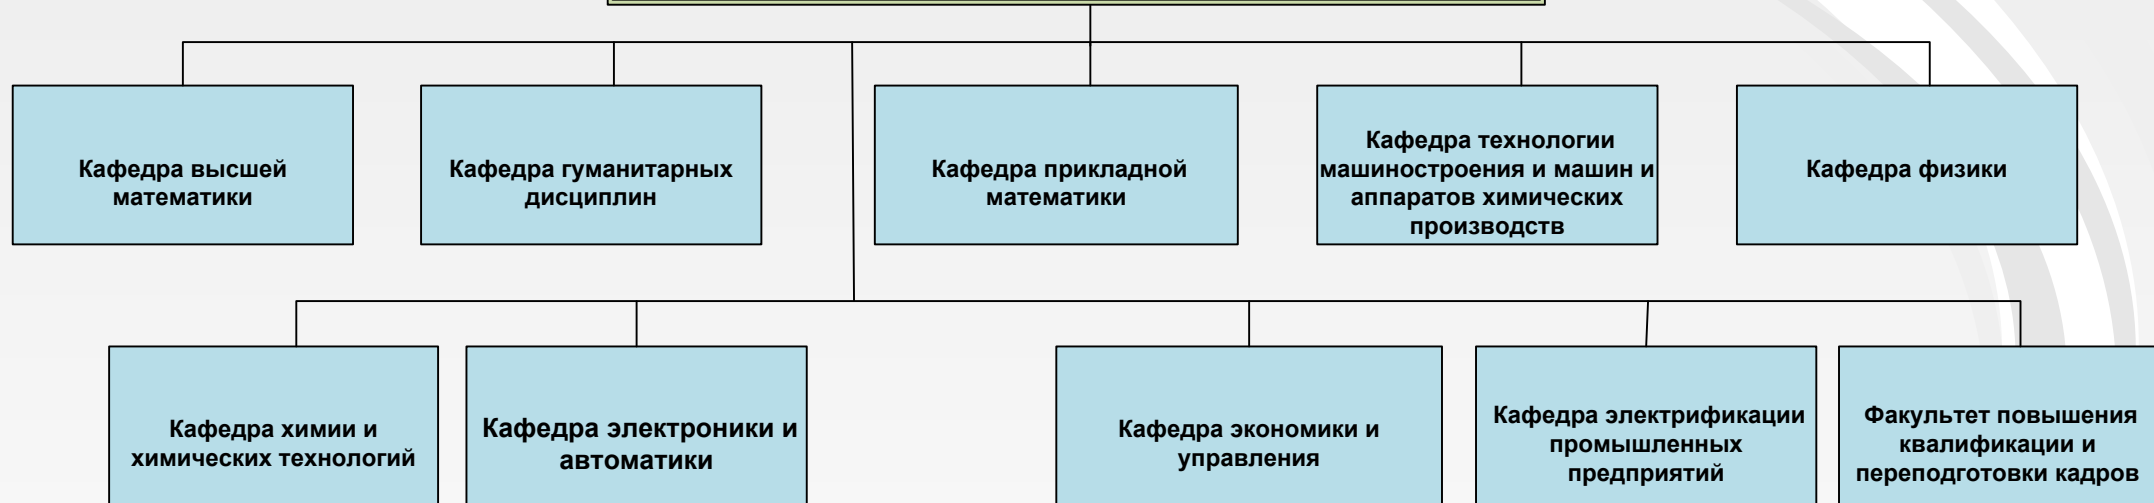 Кафедра высшей
математики
Кафедра гуманитарных
дисциплин
Кафедра прикладной
математики
Кафедра технологии
машиностроения и машин и
аппаратов химических
производств
Кафедра физики
Кафедра химии и
химических технологий
Кафедра электроники и
автоматики
Кафедра экономики и
управления
Кафедра электрификации
промышленных
предприятий
Факультет повышения
квалификации и
переподготовки кадров